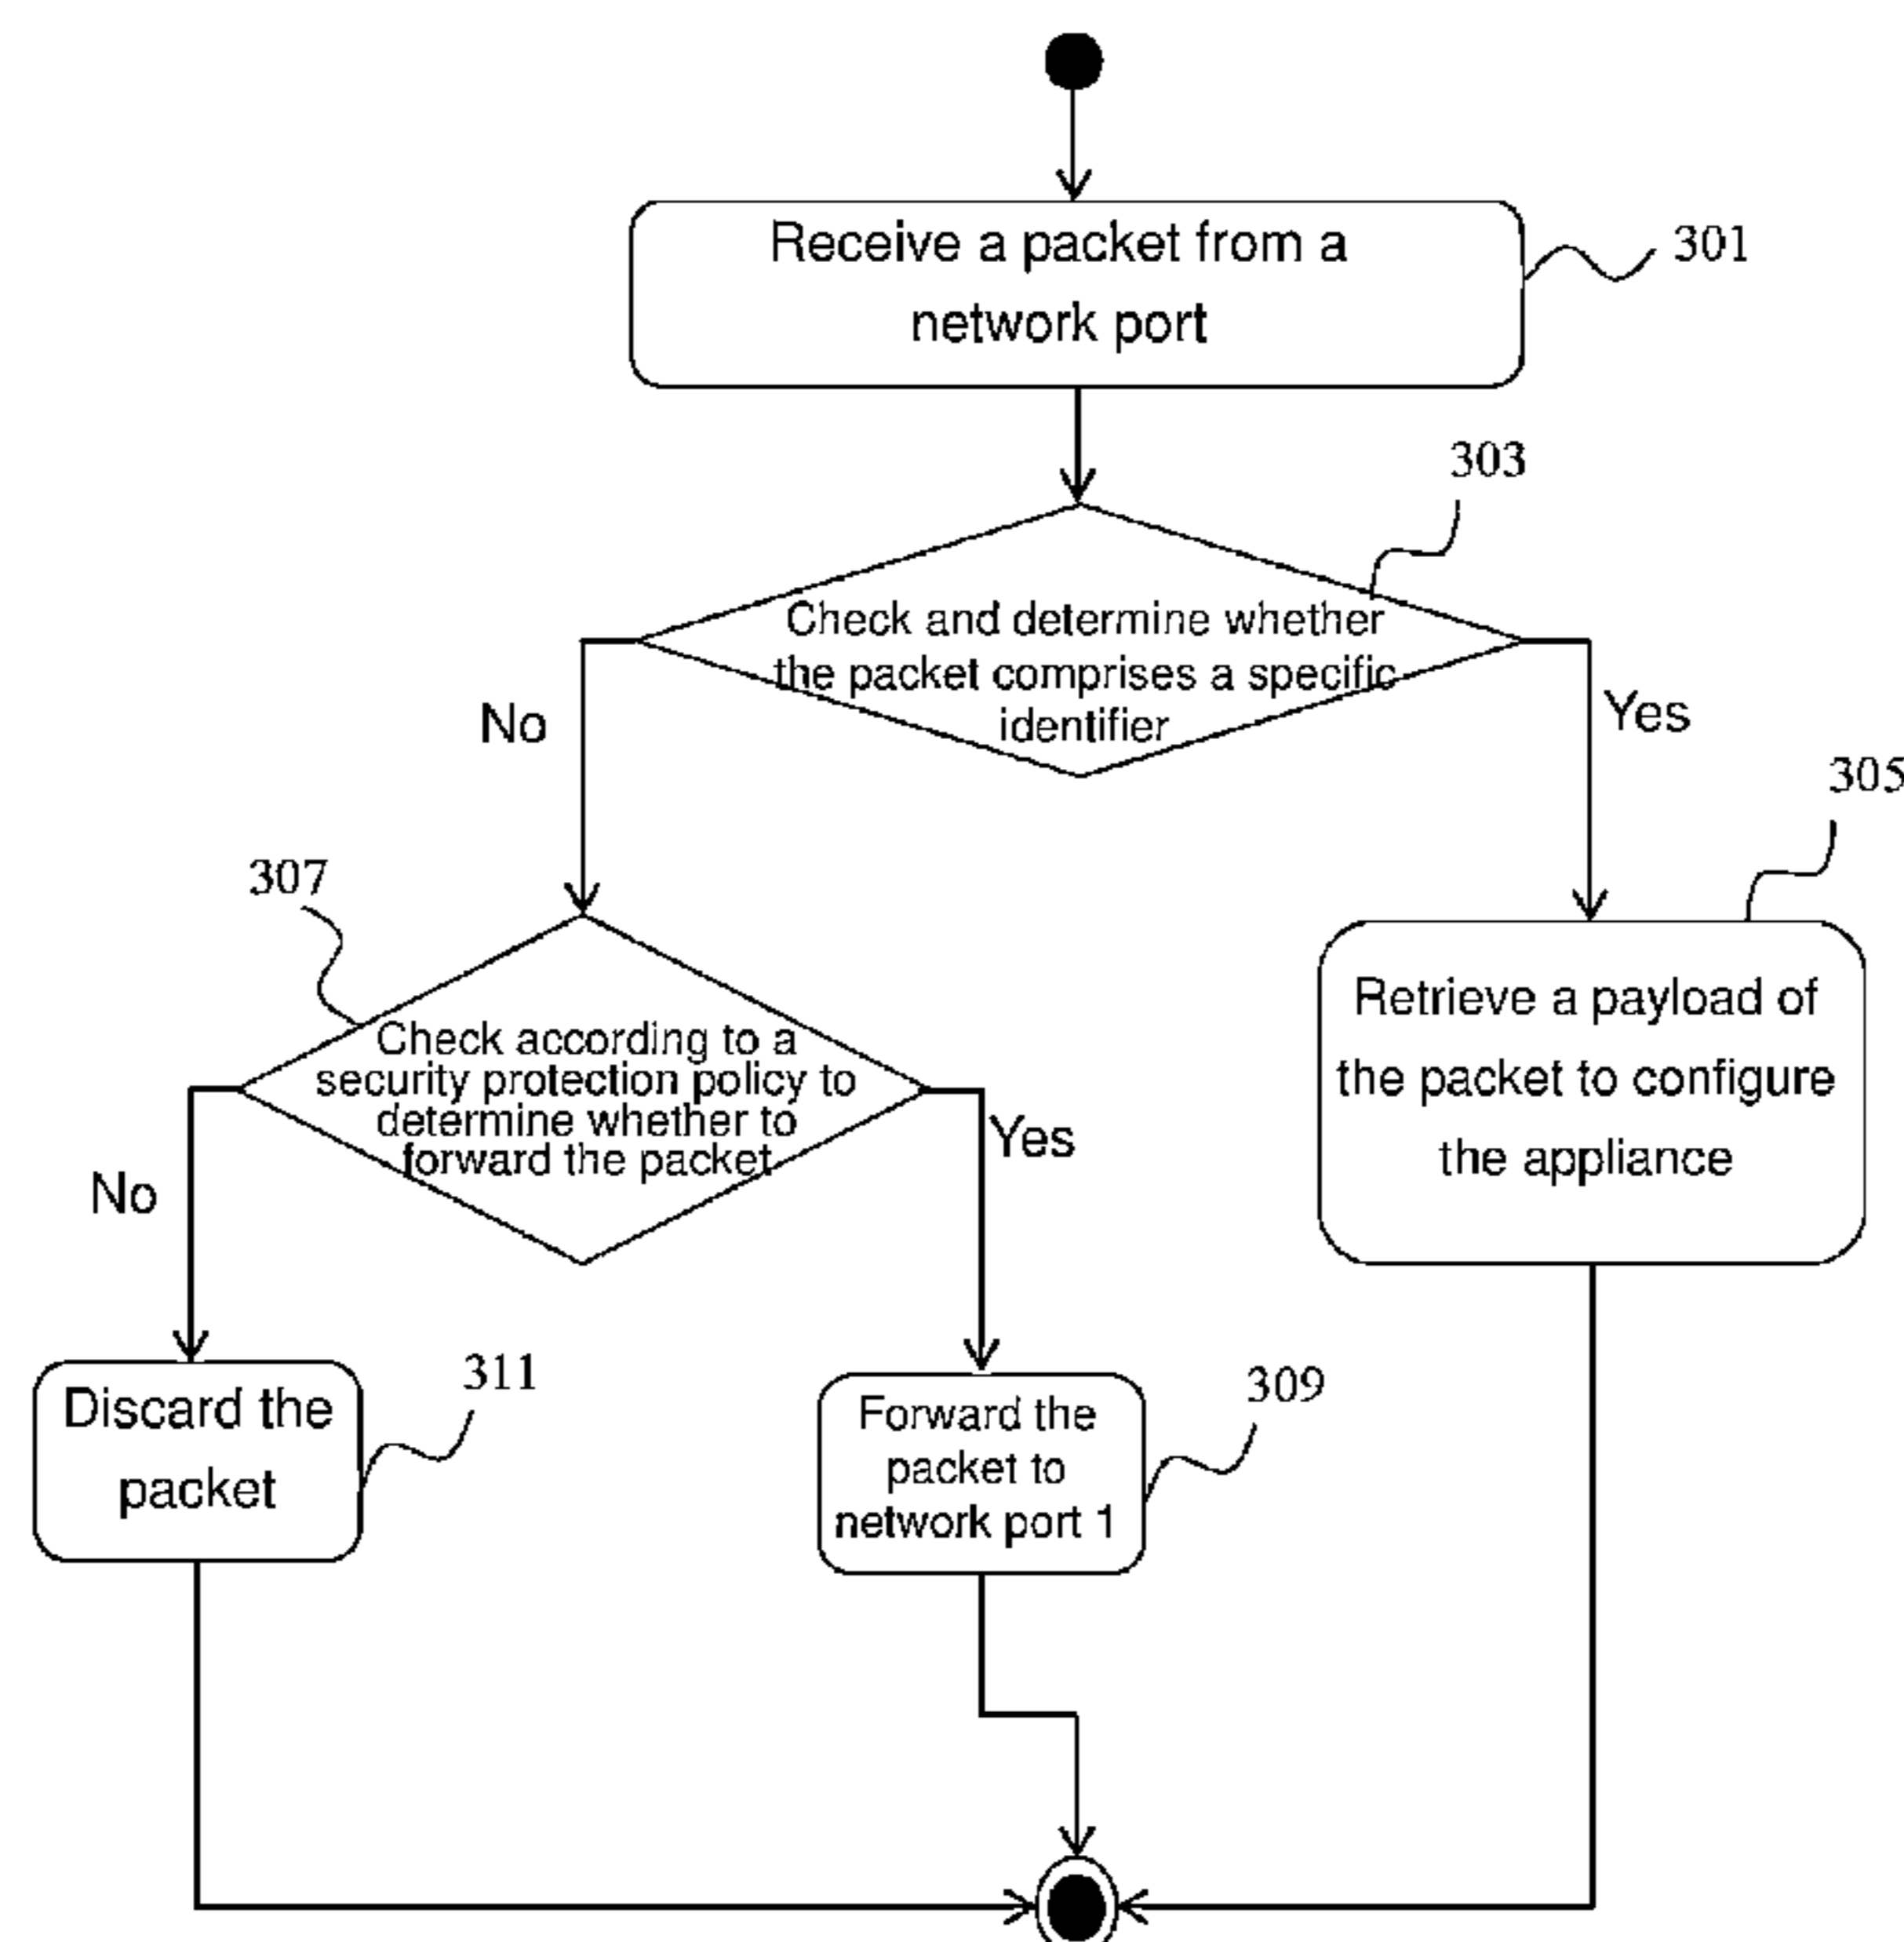 Receive a packet from a
network port
301
303
Check and determine whether
the packet comprises a specific
identifier
No
Yes
305
307
Check according to a
security protection policy to
determine whether to
forward the packet
Retrieve a payload of
the packet to configure
the appliance
No
Yes
Discard the
packet
311
Forward the
packet to
network port 1
309